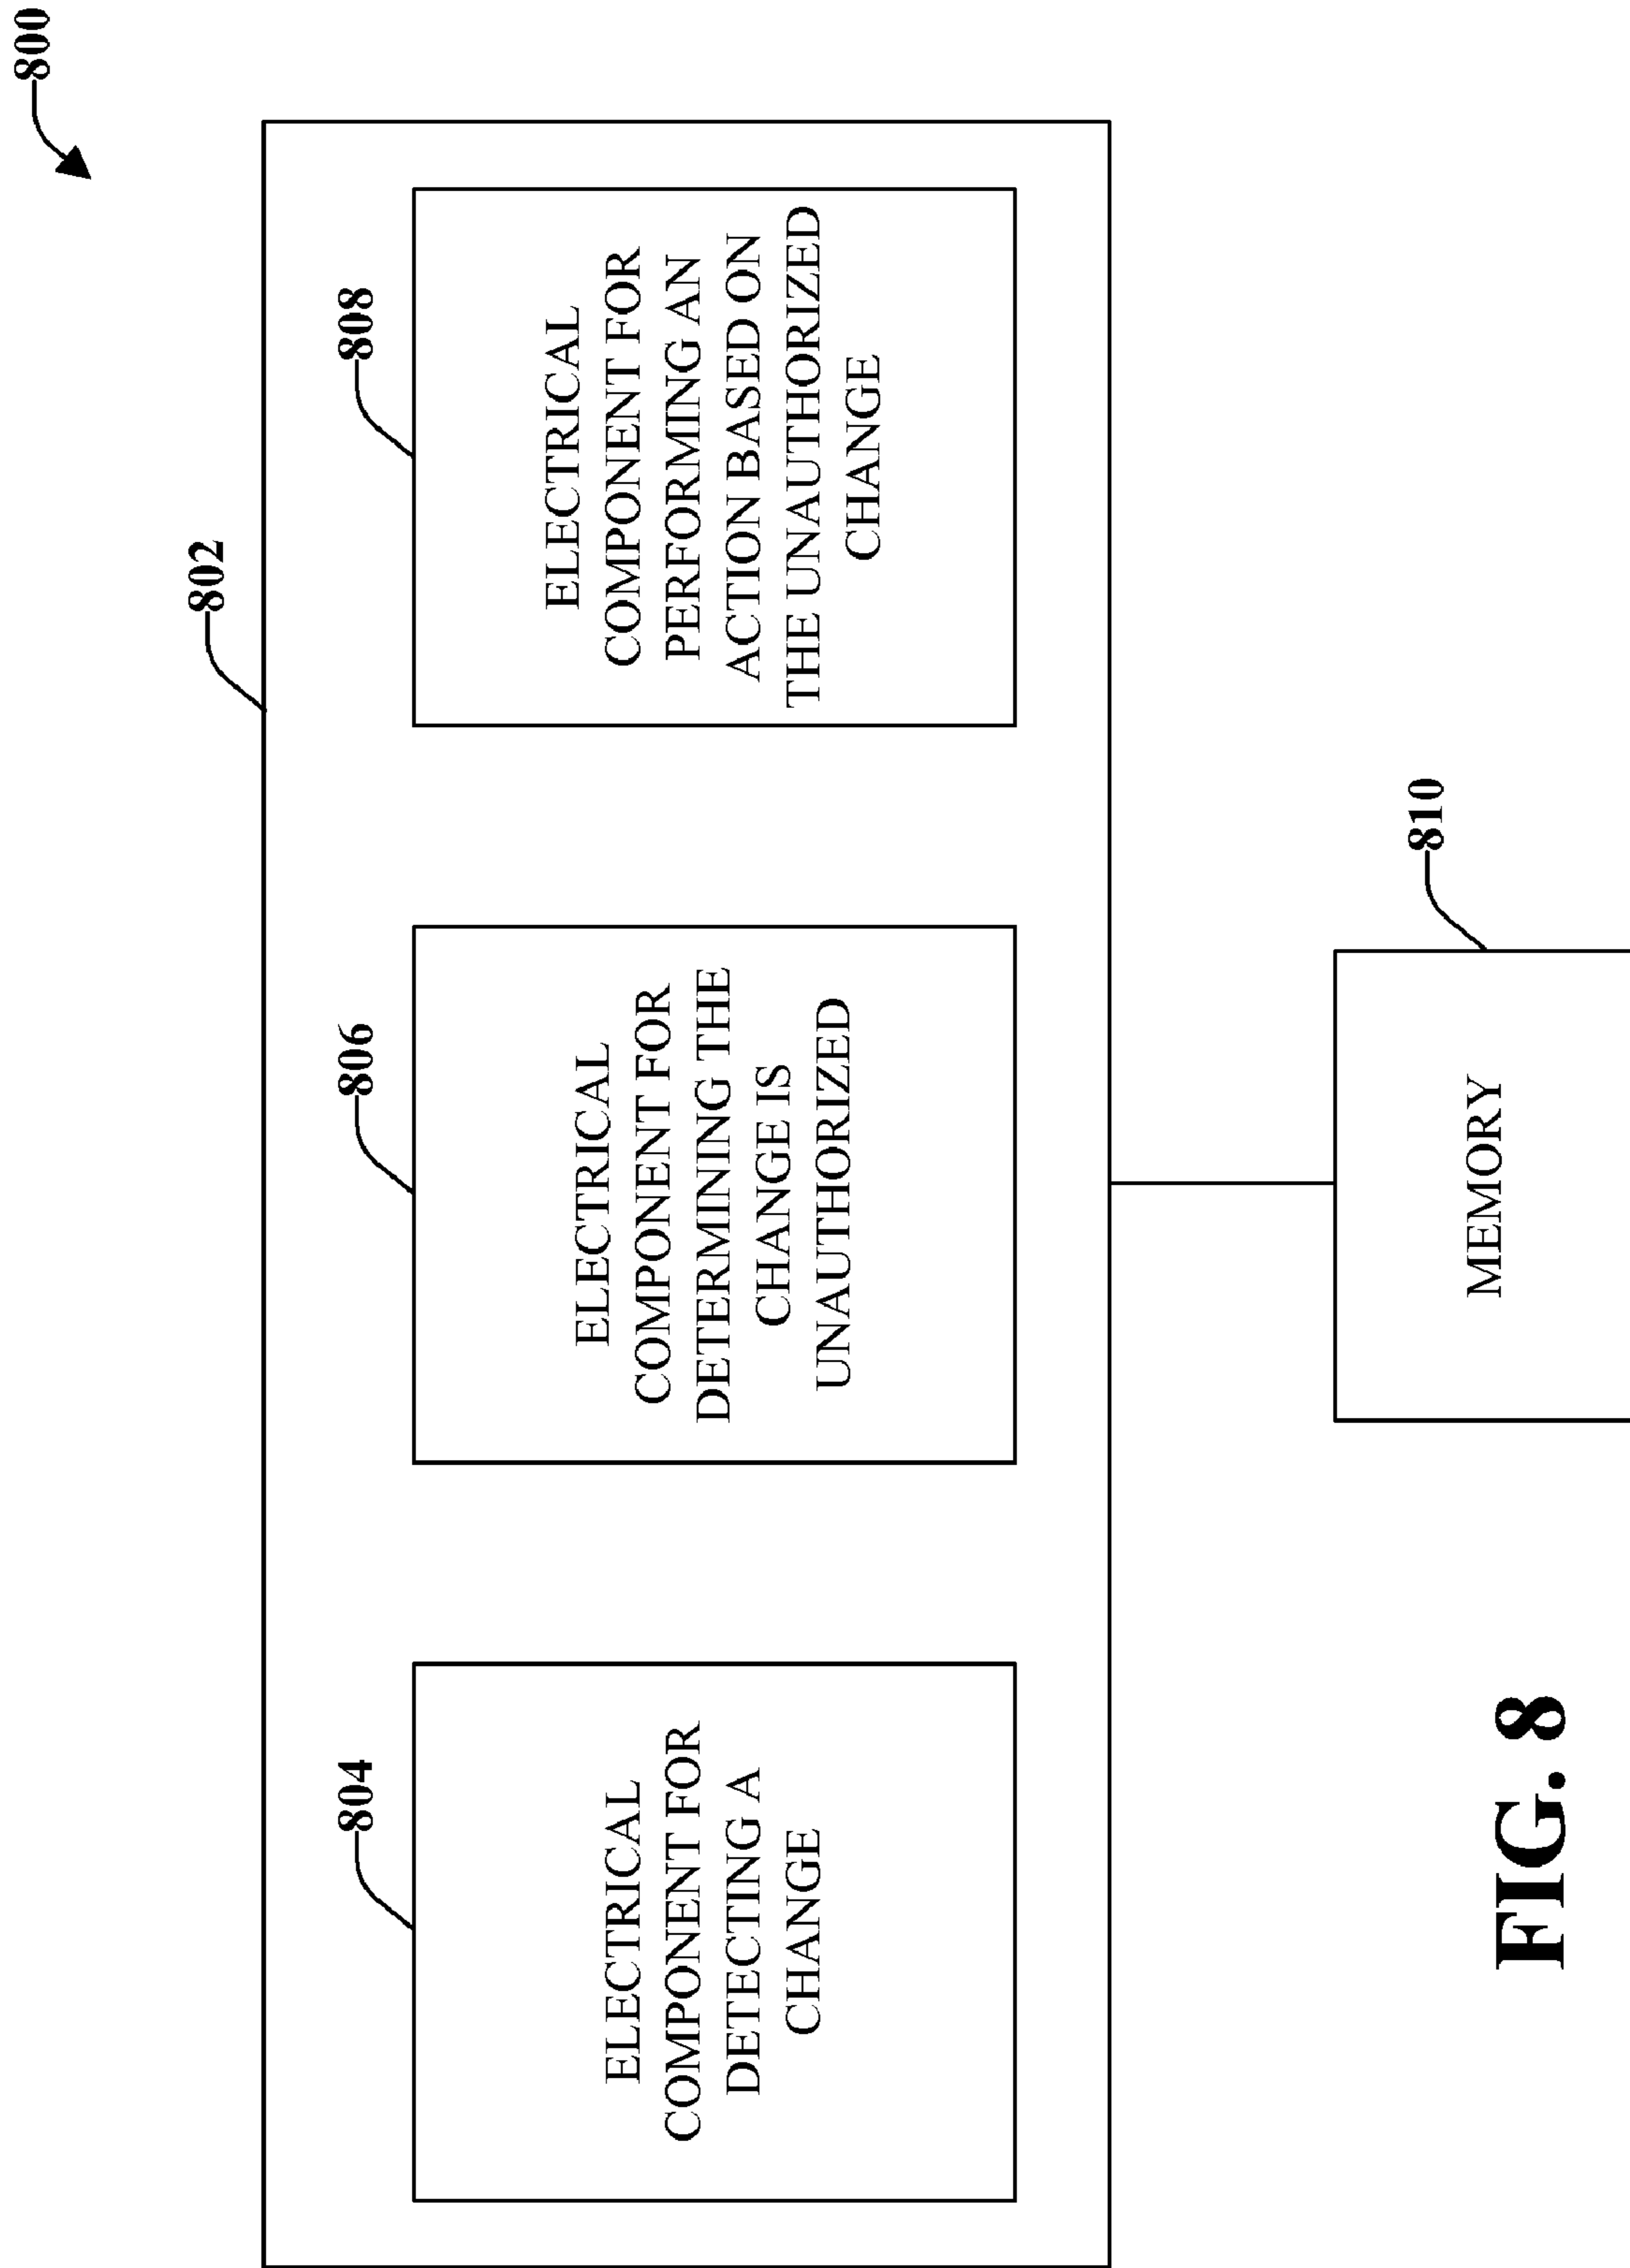 800
802
804
ELECTRICAL
COMPONENT FOR
DETECTING A
CHANGE
806
ELECTRICAL
COMPONENT FOR
DETERMINING THE
CHANGE IS
UNAUTHORIZED
808
ELECTRICAL
COMPONENT FOR
PERFORMING AN
ACTION BASED ON
THE UNAUTHORIZED
CHANGE
810
MEMORY
FIG. 8